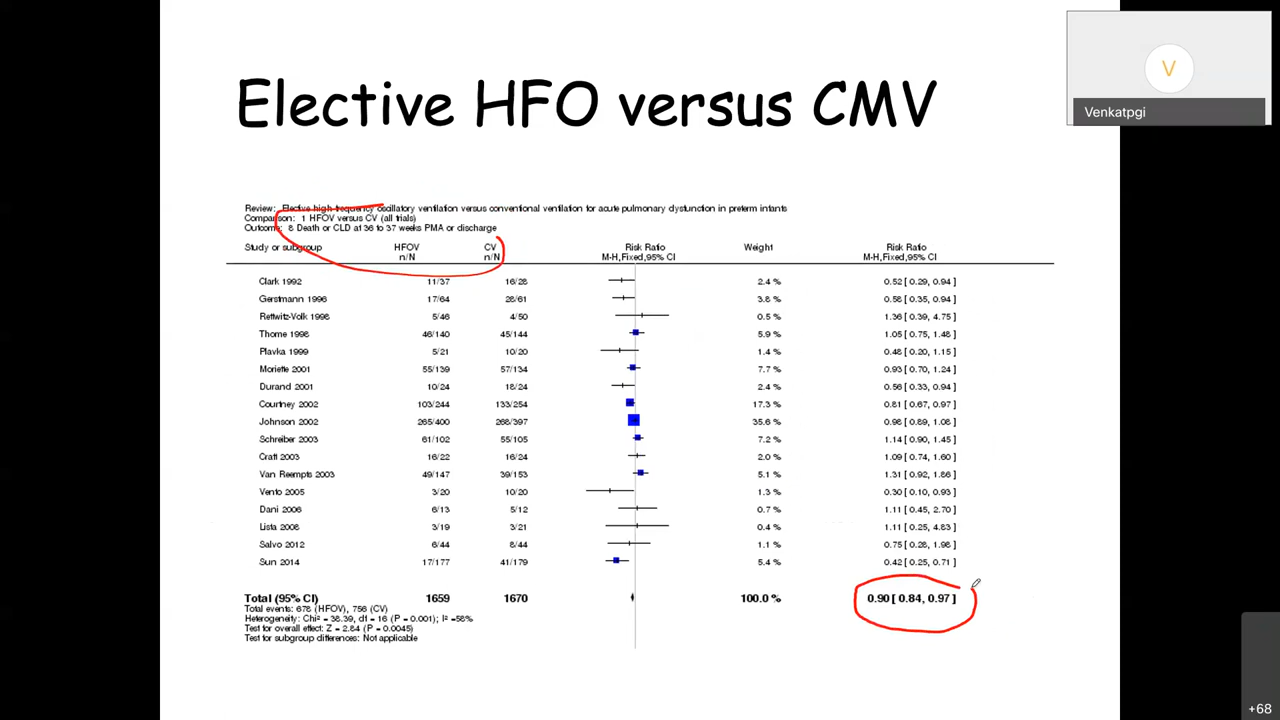 Elective HFO versus CMV
V
Venkatpgi
Review: Elective high-frequency oscillatory ventilation versus conventional ventilation for acute pulmonary dysfunction in preterm infants
Comparison: 1 HFOV versus CV (all trials)
Outcome: 8 Death or CLD at 36 to 37 weeks PMA or discharge
Study or subgroup HFOV CV Risk Ratio Weight Risk Ratio
n/N n/N M-H,Fixed,95% CI M-H,Fixed,95% CI
Clark 1992 11/37 16/28 2.4 % 0.52 [ 0.29, 0.94 ]
Gerstmann 1996 17/64 28/61 3.8 % 0.58 [ 0.35, 0.94 ]
Rettwitz-Volk 1998 5/46 4/50 0.5 % 1.36 [ 0.39, 4.75 ]
Thome 1998 46/140 45/144 5.9 % 1.05 [ 0.75, 1.48 ]
Plavka 1999 5/21 10/20 1.4 % 0.48 [ 0.20, 1.15 ]
Moriette 2001 55/139 57/134 7.7 % 0.93 [ 0.70, 1.24 ]
Durand 2001 10/24 18/24 2.4 % 0.56 [ 0.33, 0.94 ]
Courtney 2002 103/244 133/254 17.3 % 0.81 [ 0.67, 0.97 ]
Johnson 2002 265/400 268/397 35.6 % 0.98 [ 0.89, 1.08 ]
Schreiber 2003 61/102 55/105 7.2 % 1.14 [ 0.90, 1.45 ]
Craft 2003 16/22 16/24 2.0 % 1.09 [ 0.74, 1.60 ]
Van Reempts 2003 49/147 39/153 5.1 % 1.31 [ 0.92, 1.86 ]
Vento 2005 3/20 10/20 1.3 % 0.30 [ 0.10, 0.93 ]
Dani 2006 6/13 5/12 0.7 % 1.11 [ 0.45, 2.70 ]
Lista 2008 3/19 3/21 0.4 % 1.11 [ 0.25, 4.83 ]
Salvo 2012 6/44 8/44 1.1 % 0.75 [ 0.28, 1.98 ]
Sun 2014 17/177 41/179 5.4 % 0.42 [ 0.25, 0.71 ]
Total (95% CI) 1659 1670 100.0 % 0.90 [ 0.84, 0.97 ]
Total events: 678 (HFOV), 756 (CV)
Heterogeneity: Chi² = 38.39, df = 16 (P = 0.001); I² =58%
Test for overall effect: Z = 2.84 (P = 0.0045)
Test for subgroup differences: Not applicable
+68